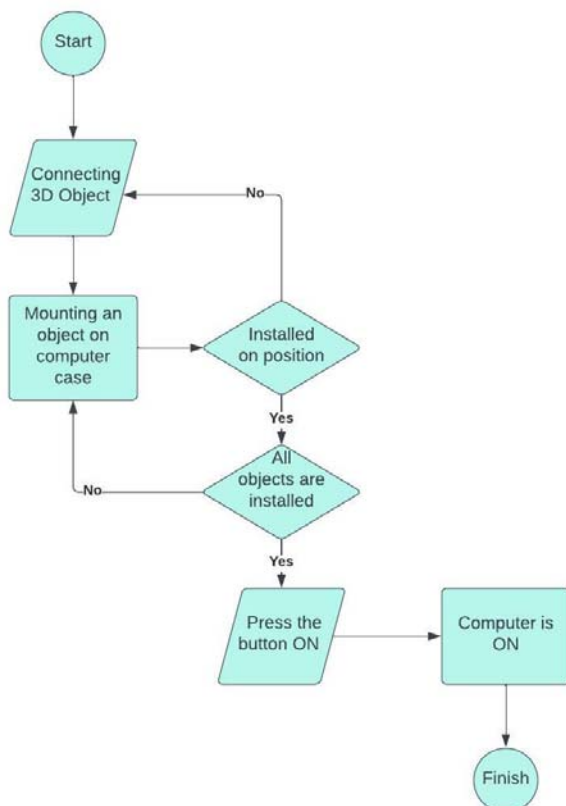 Start
Connecting
3D Object
No
Mounting an
object on
computer
case
Installed
on position
Yes
All
objects are
installed
No
Yes
Press the
button ON
Computer is
ON
Finish